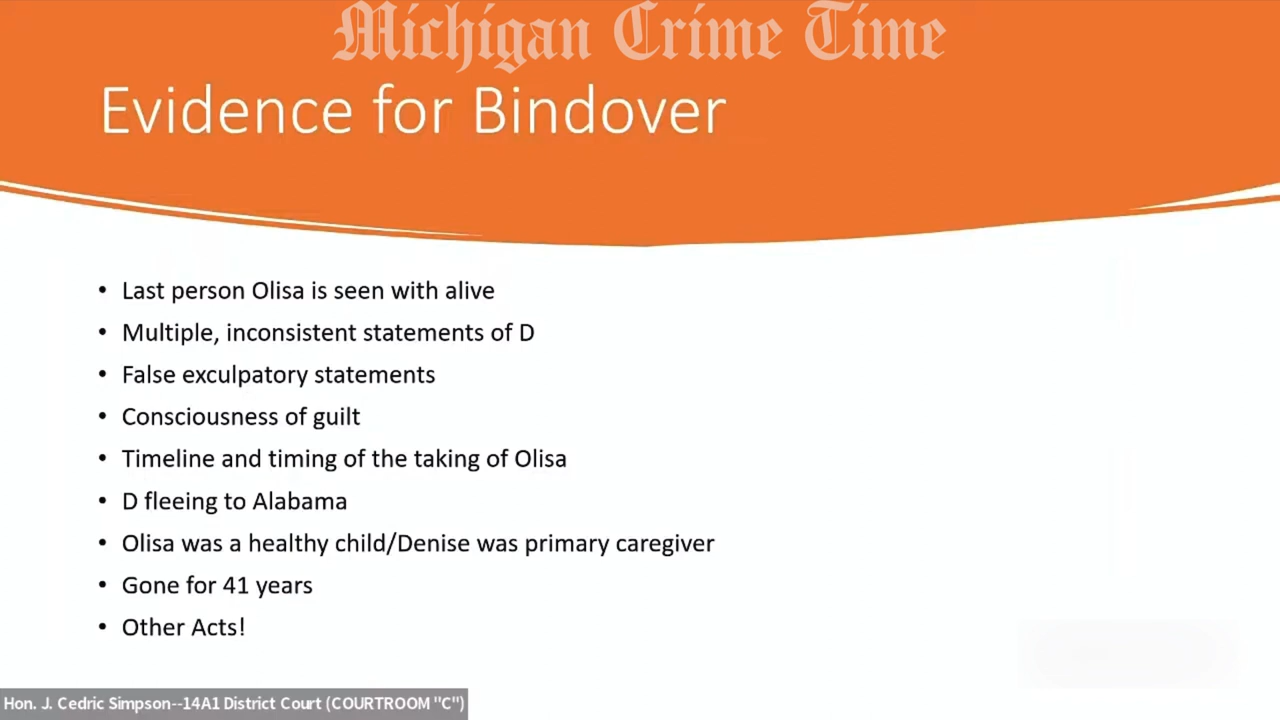 Michigan Crime Time
Evidence for Bindover
• Last person Olisa is seen with alive
• Multiple, inconsistent statements of D
• False exculpatory statements
• Consciousness of guilt
• Timeline and timing of the taking of Olisa
• D fleeing to Alabama
• Olisa was a healthy child/Denise was primary caregiver
• Gone for 41 years
• Other Acts!
Hon. J. Cedric Simpson--14A1 District Court (COURTROOM "C")